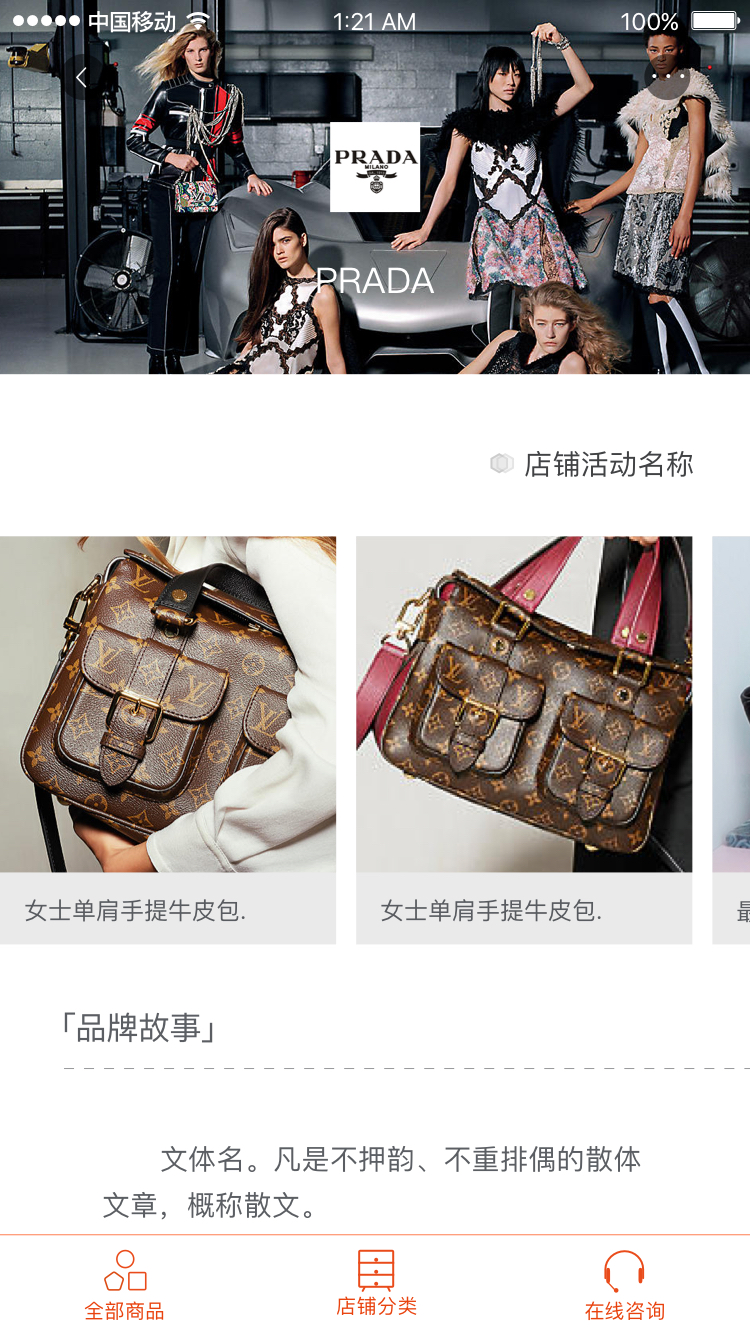 中国移动 1:21 AM 100%
PRADA
MILANO
PRADA
店铺活动名称
女士单肩手提牛皮包. 女士单肩手提牛皮包. 最
「品牌故事」
文体名。凡是不押韵、不重排偶的散体
文章，概称散文。
全部商品 店铺分类 在线咨询